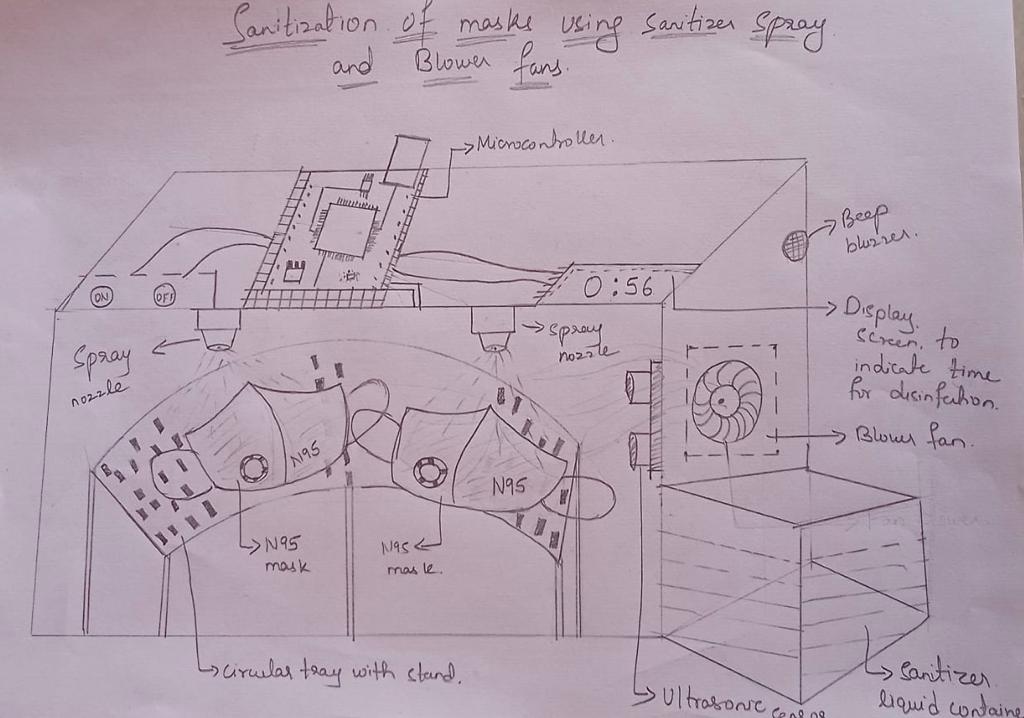 Sanitization of masks using sanitizer spray
and Blower fans.
Microcontroller.
Beep
buzzer.
ON
OFF
0:56
Display
screen to
indicate time
for disinfection.
Spray
nozzle
Spray
nozzle
N95
N95
Blower fan.
N95
mask
N95
mask.
Circular tray with stand.
Ultrasonic
Sanitizer
liquid containe